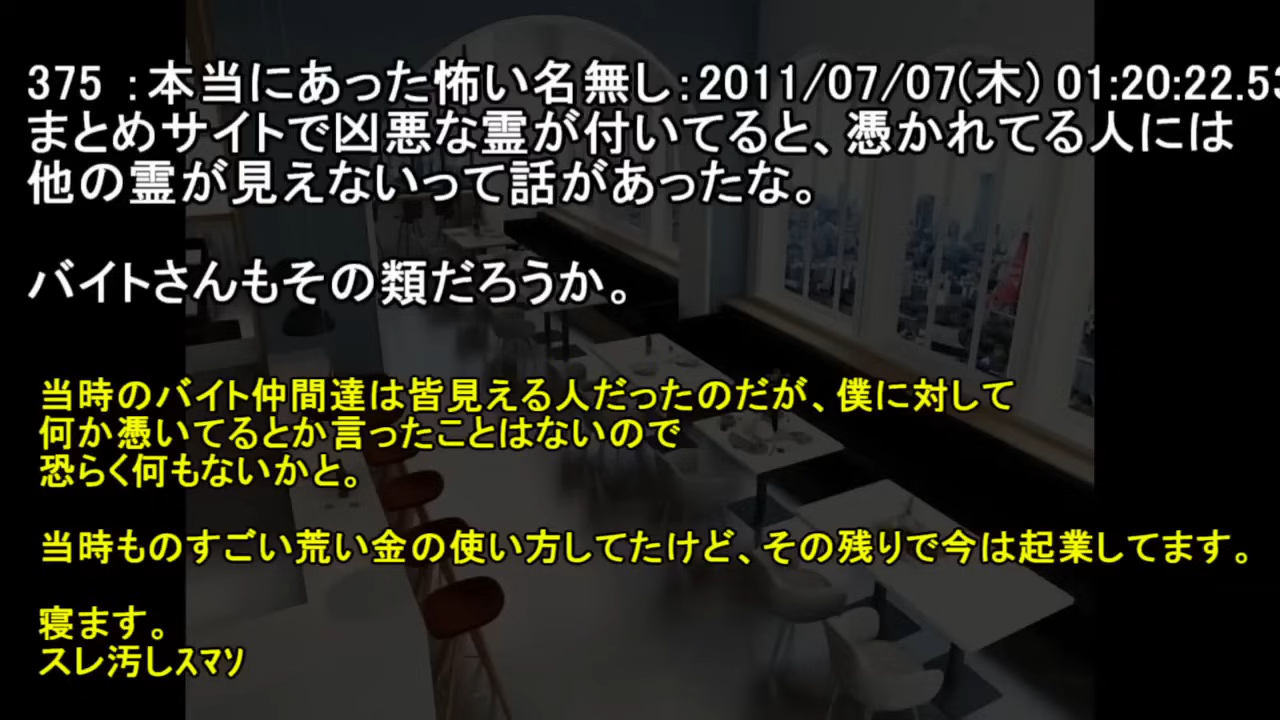 375 ：本当にあった怖い名無し：2011/07/07(木) 01:20:22.53
まとめサイトで凶悪な霊が付いてると、憑かれてる人には
他の霊が見えないって話があったな。
バイトさんもその類だろうか。
当時のバイト仲間達は皆見える人だったのだが、僕に対して
何か憑いてるとか言ったことはないので
恐らく何もないかと。
当時ものすごい荒い金の使い方してたけど、その残りで今は起業してます。
寝ます。
スレ汚しｽﾏｿ